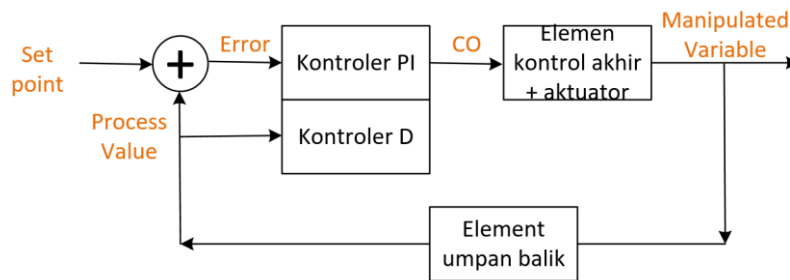 Set
point
+
Error
Process
Value
Kontroler PI
Kontroler D
CO
Elemen
kontrol akhir
+ aktuator
Manipulated
Variable
Element
umpan balik